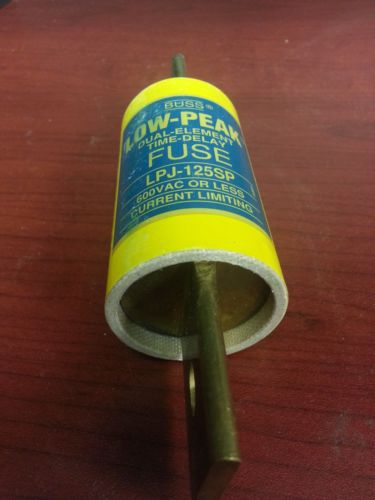 BUSS®
LOW-PEAK
DUAL-ELEMENT
TIME-DELAY
FUSE
LPJ-125SP
600VAC OR LESS
CURRENT LIMITING